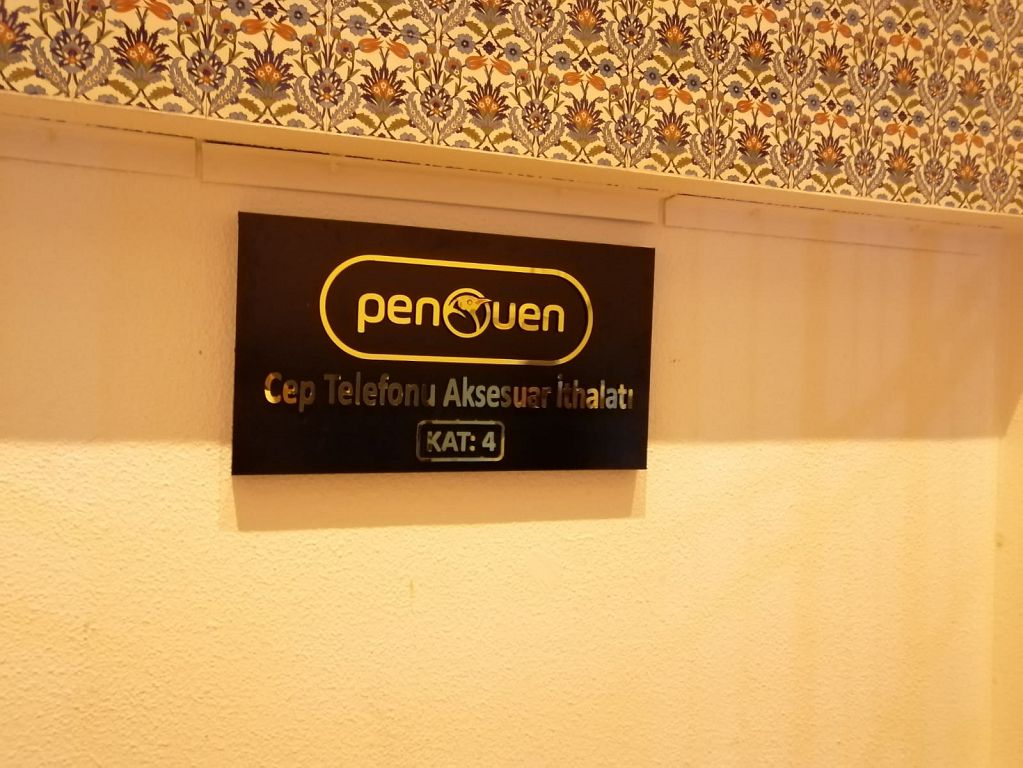 penguen
Cep Telefonu Aksesuar İthalatı
KAT: 4